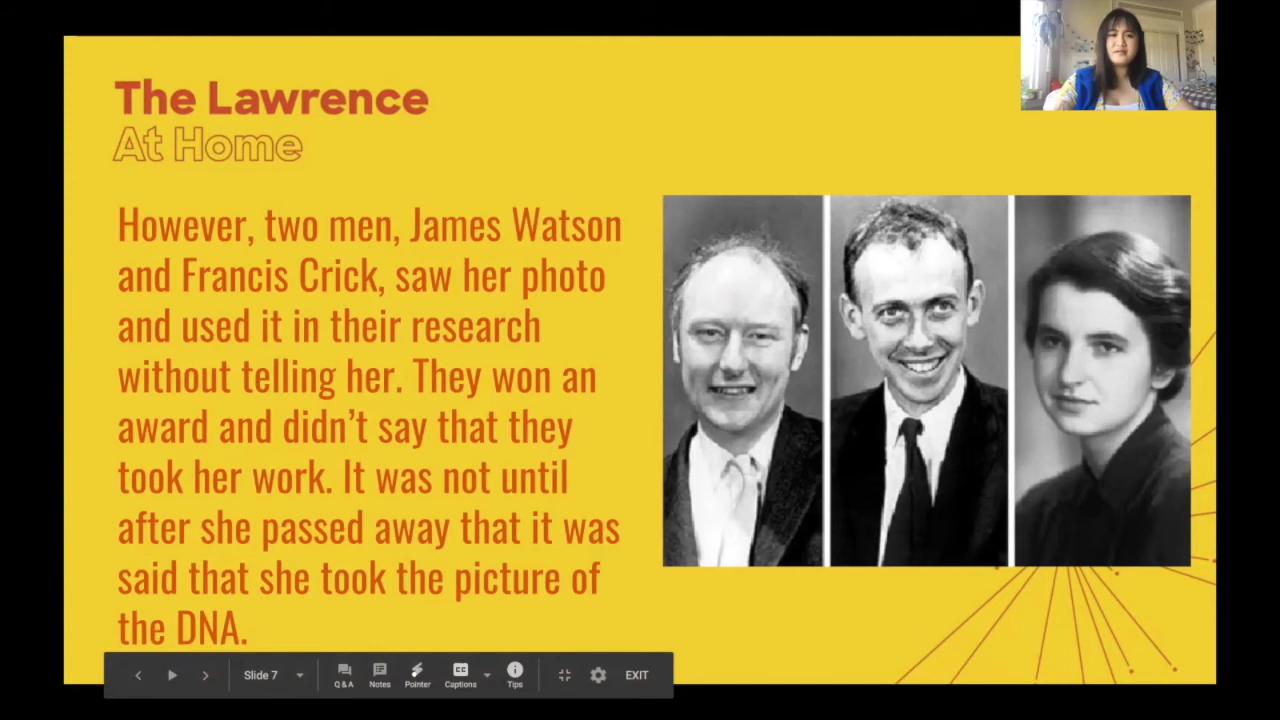 The Lawrence
At Home
However, two men, James Watson
and Francis Crick, saw her photo
and used it in their research
without telling her. They won an
award and didn't say that they
took her work. It was not until
after she passed away that it was
said that she took the picture of
the DNA.
Slide 7
Q & A
Notes
Pointer
Captions
Tips
EXIT